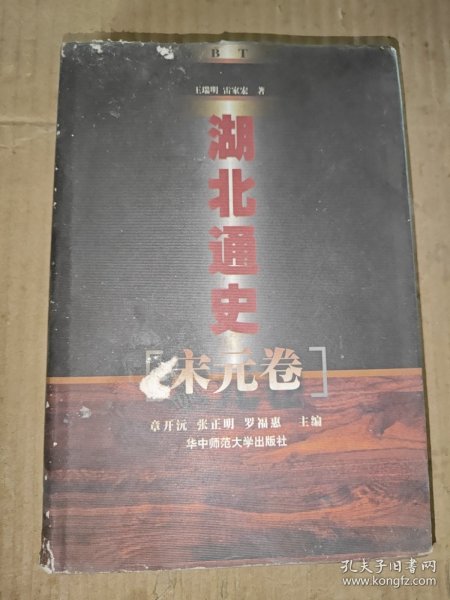 B T
王瑞明 雷家宏 著
湖北通史
[宋元卷]
章开沅 张正明 罗福惠 主编
华中师范大学出版社
孔夫子旧书网
www.kongfz.com